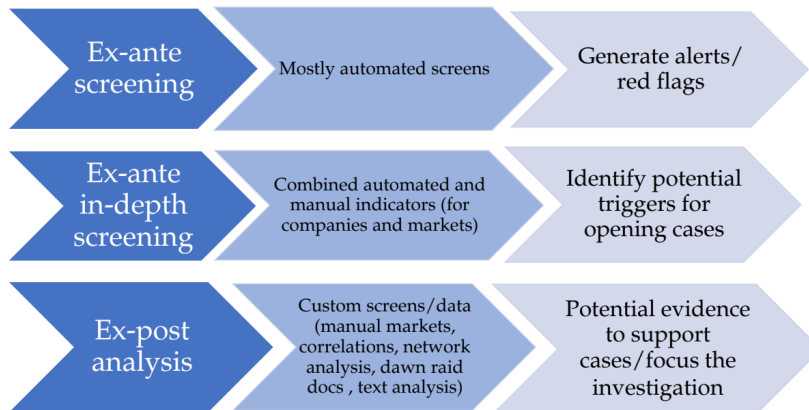 Ex-ante
screening
Mostly automated screens
Generate alerts/
red flags
Ex-ante
in-depth
screening
Combined automated and
manual indicators (for
companies and markets)
Identify potential
triggers for
opening cases
Ex-post
analysis
Custom screens/data
(manual markets,
correlations, network
analysis, dawn raid
docs , text analysis)
Potential evidence
to support
cases/focus the
investigation